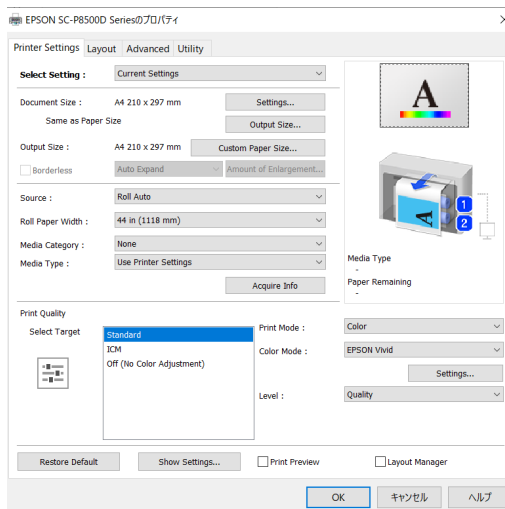 EPSON SC-P8500D Seriesのプロパティ
Printer Settings Layout Advanced Utility
Select Setting : Current Settings
Document Size : A4 210 x 297 mm Settings...
Same as Paper Size Output Size...
Output Size : A4 210 x 297 mm Custom Paper Size...
Borderless Auto Expand Amount of Enlargement...
Source : Roll Auto
Roll Paper Width : 44 in (1118 mm)
Media Category : None
Media Type : Use Printer Settings
Acquire Info
A
A
1
2
Media Type
-
Paper Remaining
-
Print Quality
Select Target
Standard
ICM
Off (No Color Adjustment)
Print Mode : Color
Color Mode : EPSON Vivid
Settings...
Level : Quality
Restore Default Show Settings... Print Preview Layout Manager
OK キャンセル ヘルプ